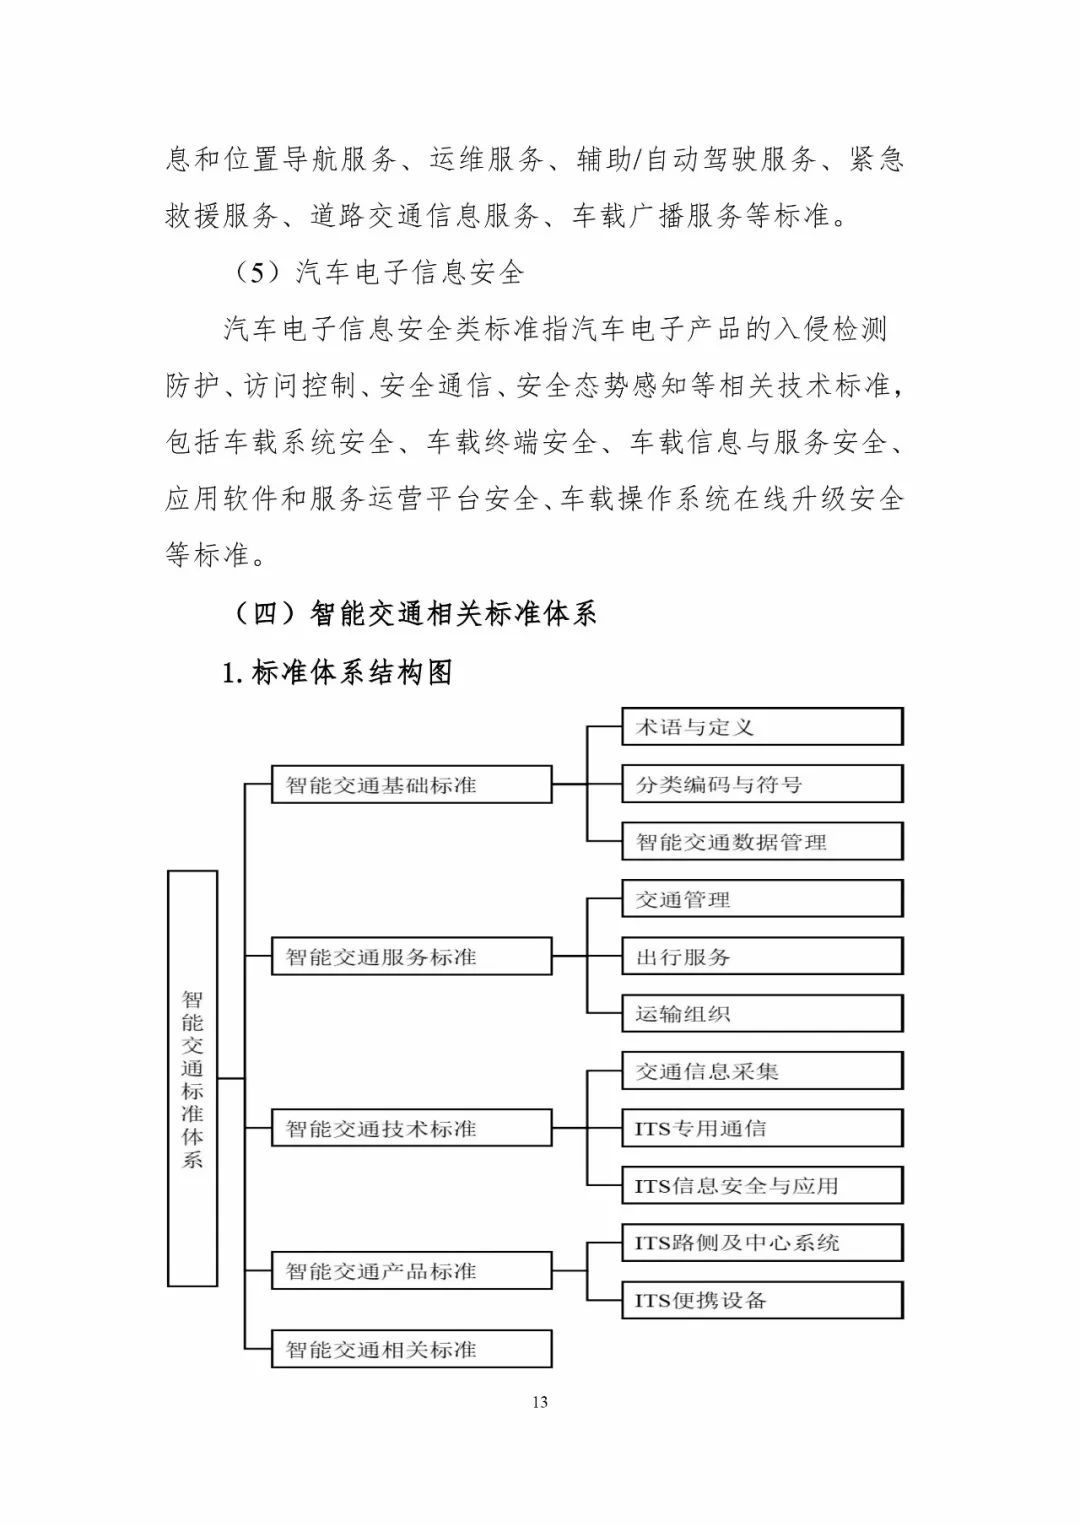 息和位置导航服务、运维服务、辅助/自动驾驶服务、紧急
救援服务、道路交通信息服务、车载广播服务等标准。
（5）汽车电子信息安全
汽车电子信息安全类标准指汽车电子产品的入侵检测
防护、访问控制、安全通信、安全态势感知等相关技术标准，
包括车载系统安全、车载终端安全、车载信息与服务安全、
应用软件和服务运营平台安全、车载操作系统在线升级安全
等标准。
（四）智能交通相关标准体系
1.标准体系结构图
智能交通标准体系
智能交通基础标准
术语与定义
分类编码与符号
智能交通数据管理
智能交通服务标准
交通管理
出行服务
运输组织
智能交通技术标准
交通信息采集
ITS专用通信
ITS信息安全与应用
智能交通产品标准
ITS路侧及中心系统
ITS便携设备
智能交通相关标准
13